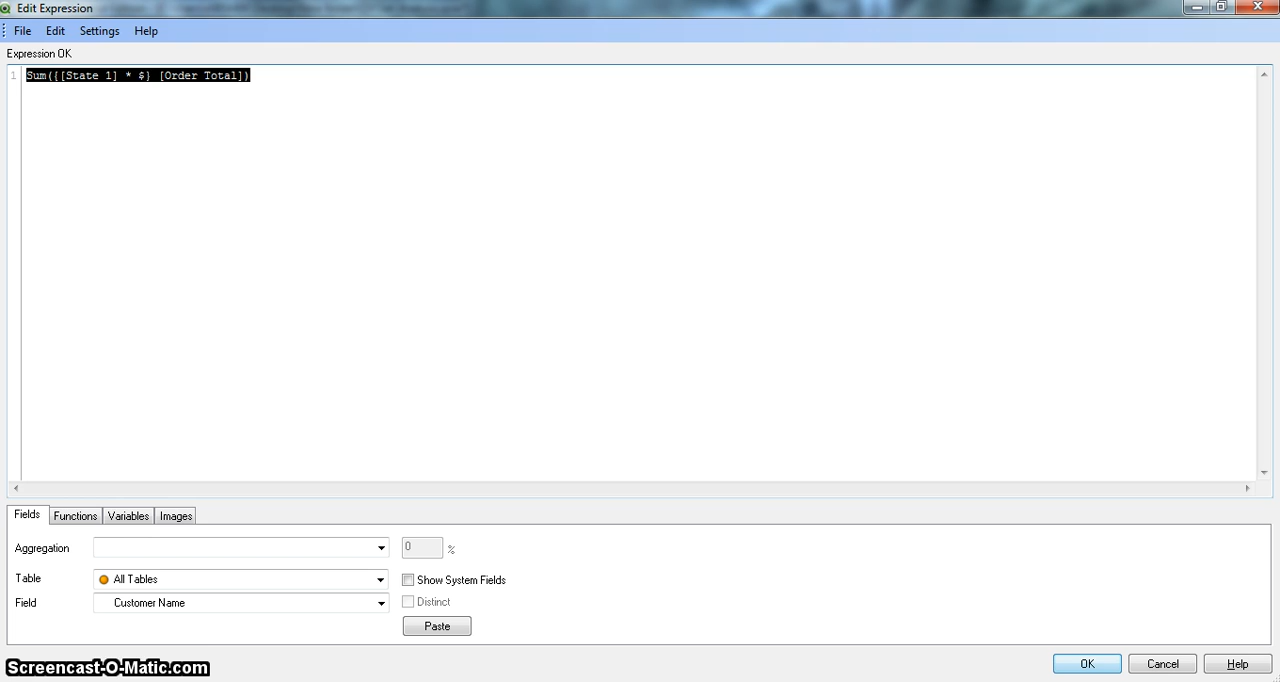 Edit Expression
File Edit Settings Help
Expression OK
1 Sum({[State 1] * $} [Order Total])
Fields Functions Variables Images
Aggregation 0 %
Table All Tables Show System Fields
Field Customer Name Distinct
Paste
Screencast-O-Matic.com OK Cancel Help